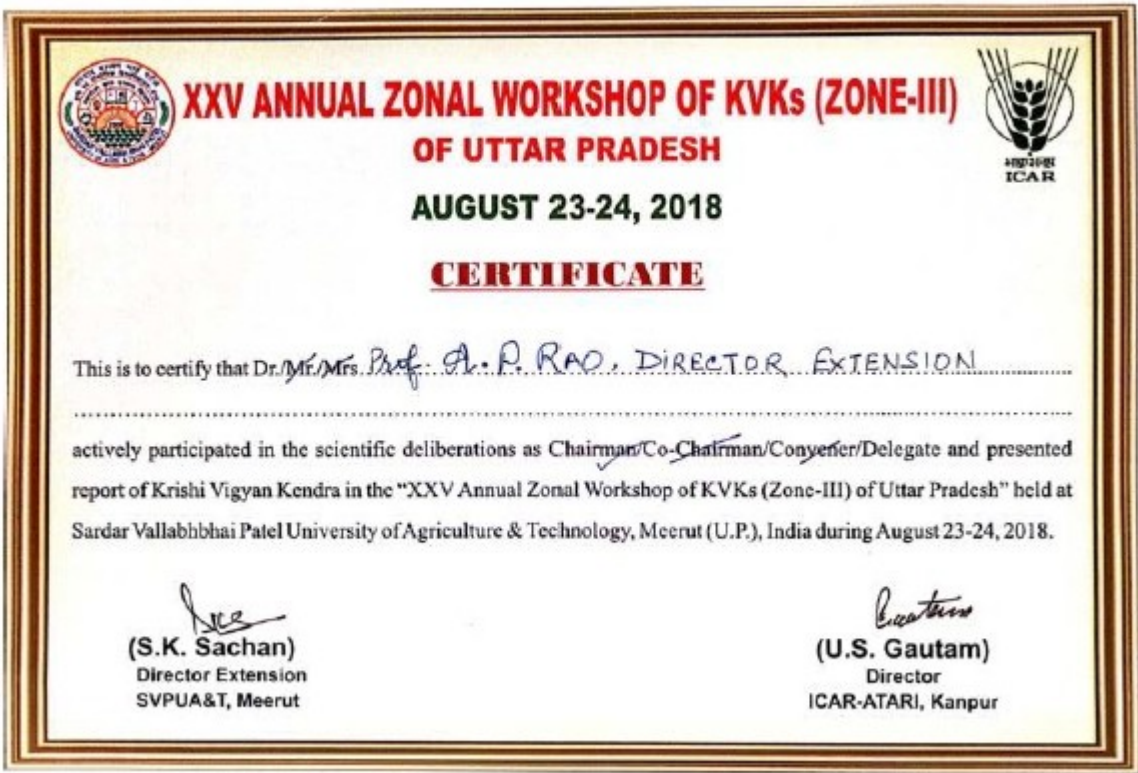 XXV ANNUAL ZONAL WORKSHOP OF KVKs (ZONE-III)
OF UTTAR PRADESH
ICAR
AUGUST 23-24, 2018
CERTIFICATE
This is to certify that Dr./Mr./Mrs. Prof. A. P. RAO, DIRECTOR EXTENSION
actively participated in the scientific deliberations as Chairman/Co-Chairman/Convener/Delegate and presented
report of Krishi Vigyan Kendra in the “XXV Annual Zonal Workshop of KVKs (Zone-III) of Uttar Pradesh” held at
Sardar Vallabhbhai Patel University of Agriculture & Technology, Meerut (U.P.), India during August 23-24, 2018.
(S.K. Sachan)
Director Extension
SVPUA&T, Meerut
(U.S. Gautam)
Director
ICAR-ATARI, Kanpur